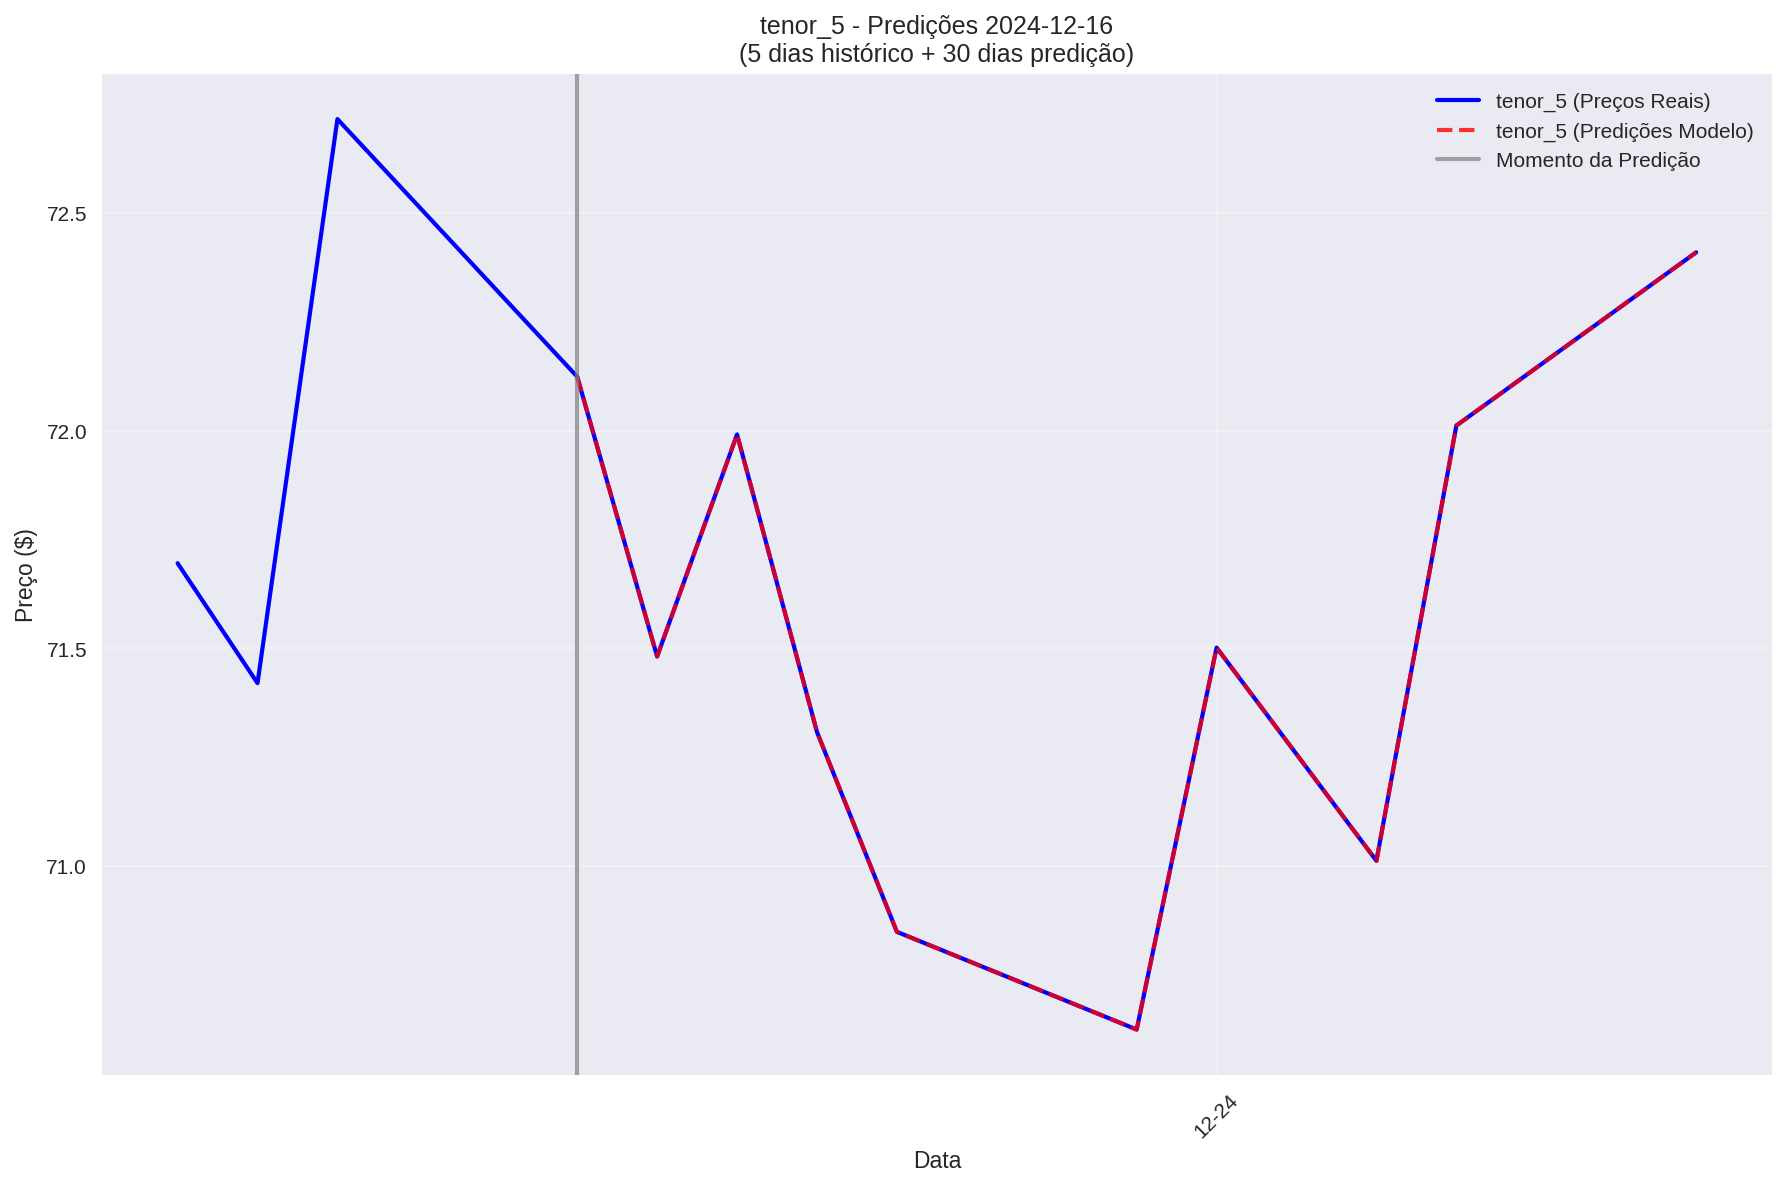 tenor_5 - Predições 2024-12-16
(5 dias histórico + 30 dias predição)
tenor_5 (Preços Reais)
tenor_5 (Predições Modelo)
Momento da Predição
72.5
72.0
71.5
71.0
Preço ($)
12-24
Data